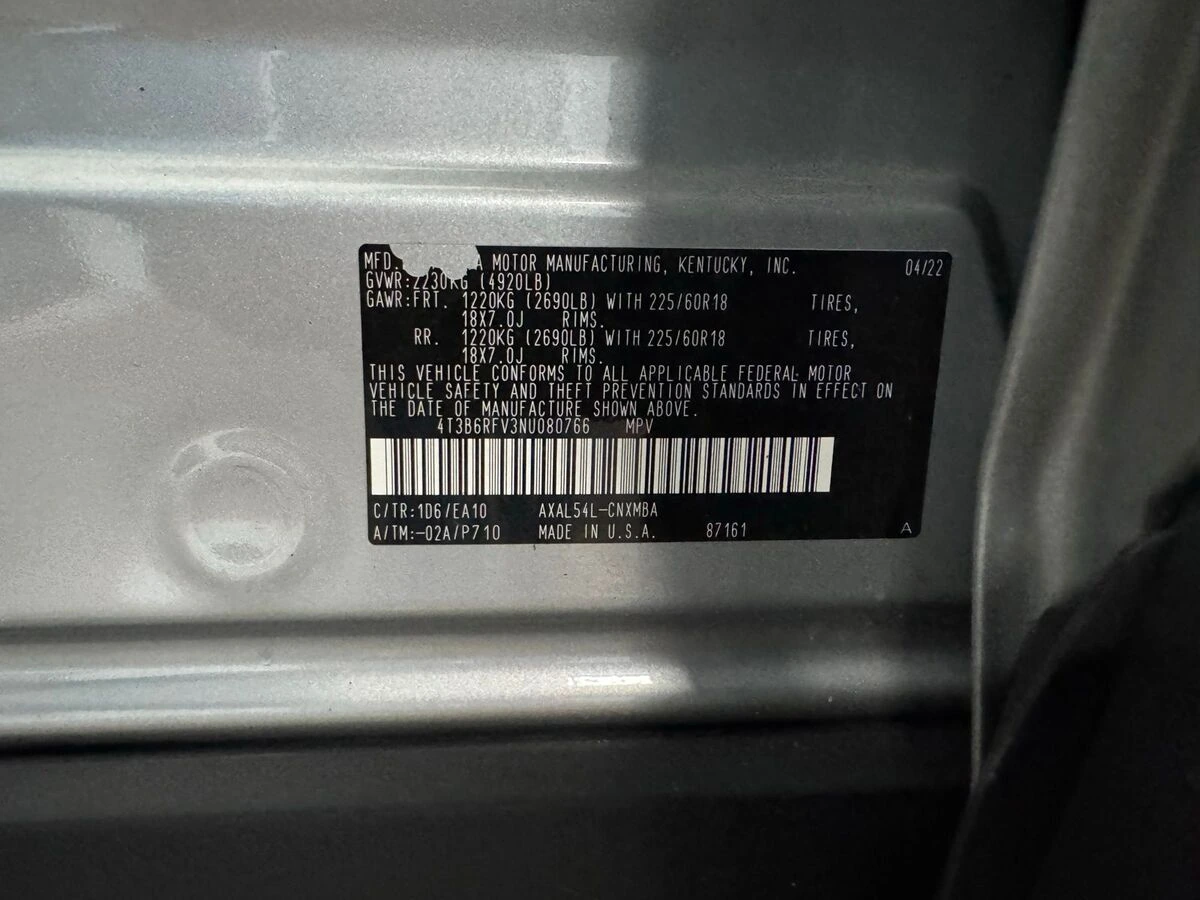 MFD. A MOTOR MANUFACTURING, KENTUCKY, INC. 04/22
GVWR:2230KG (4920LB)
GAWR:FRT. 1220KG (2690LB) WITH 225/60R18 TIRES,
18X7.0J RIMS.
RR. 1220KG (2690LB) WITH 225/60R18 TIRES,
18X7.0J RIMS.
THIS VEHICLE CONFORMS TO ALL APPLICABLE FEDERAL MOTOR
VEHICLE SAFETY AND THEFT PREVENTION STANDARDS IN EFFECT ON
THE DATE OF MANUFACTURE SHOWN ABOVE.
4T3B6RFV3NU080766 MPV
C/TR:1D6/EA10 AXAL54L-CNXMBA
A/TM:-02A/P710 MADE IN U.S.A. 87161 A